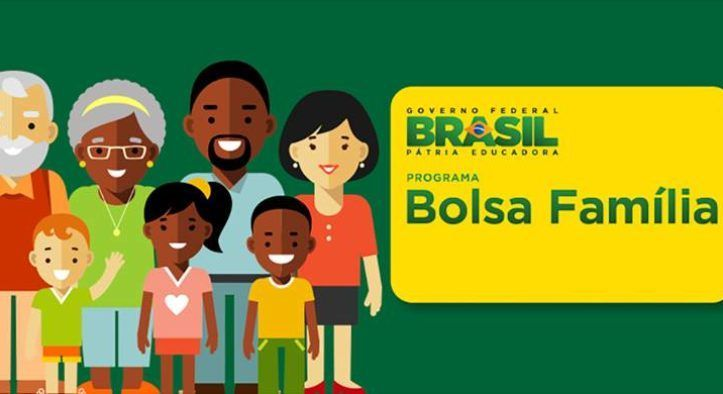 GOVERNO FEDERAL
BRASIL
PÁTRIA EDUCADORA
PROGRAMA
Bolsa Família